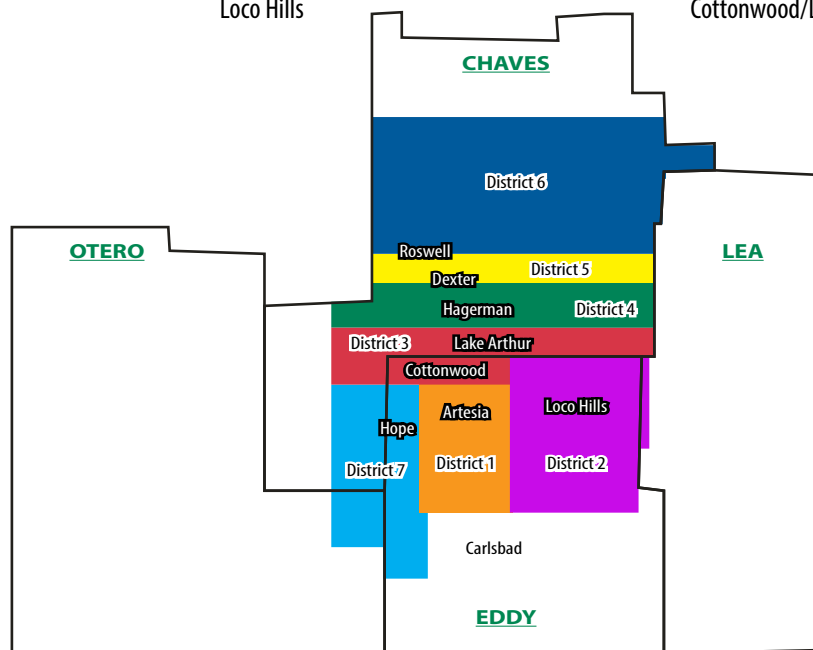 Loco Hills
Cottonwood/L
CHAVES
District 6
OTERO
Roswell
LEA
District 5
Dexter
Hagerman
District 4
District 3
Lake Arthur
Cottonwood
Artesia
Loco Hills
Hope
District 7
District 1
District 2
Carlsbad
EDDY